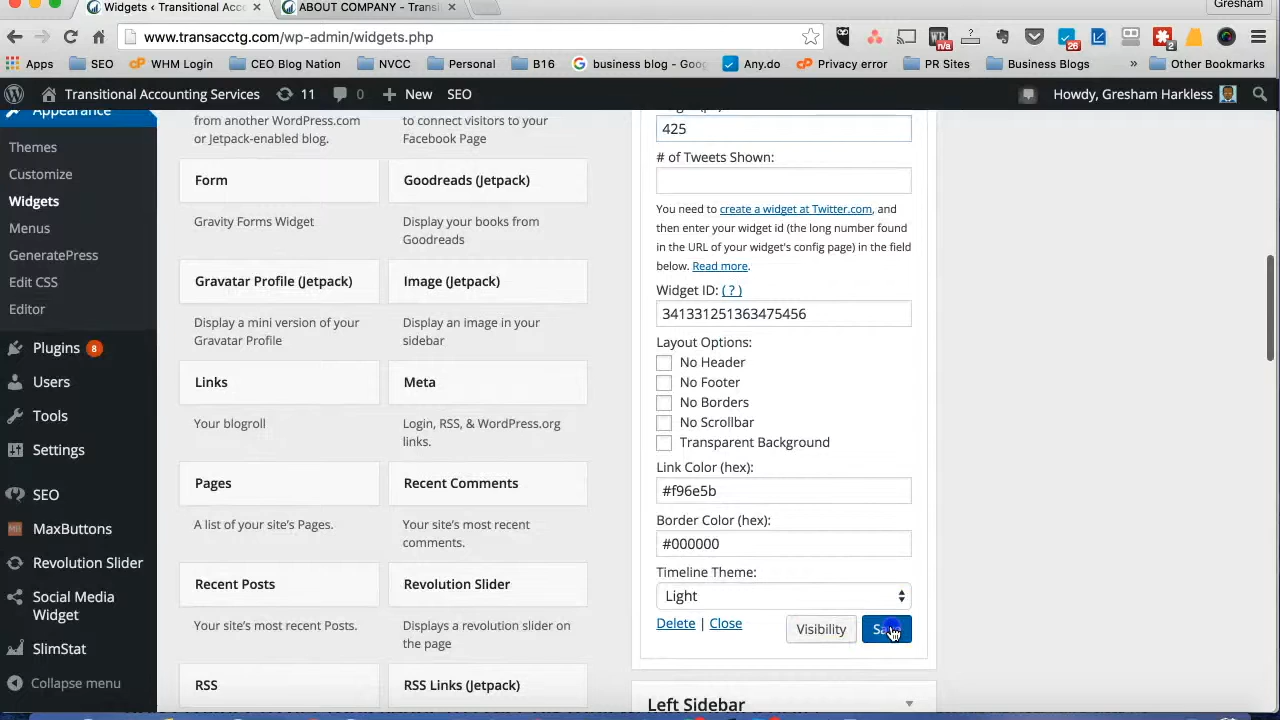 Widgets ‹ Transitional Acco
ABOUT COMPANY - Transi
Gresham
www.transacctg.com/wp-admin/widgets.php
n/a
26
2
Apps
SEO
WHM Login
CEO Blog Nation
NVCC
Personal
B16
business blog - Goo
Any.do
Privacy error
PR Sites
Business Blogs
»
Other Bookmarks
Transitional Accounting Services
11
0
New
SEO
Howdy, Gresham Harkless
Appearance
Themes
Customize
Widgets
Menus
GeneratePress
Edit CSS
Editor
Plugins 8
Users
Tools
Settings
SEO
MaxButtons
Revolution Slider
Social Media
Widget
SlimStat
Collapse menu
from another WordPress.com
or Jetpack-enabled blog.
to connect visitors to your
Facebook Page
Form
Goodreads (Jetpack)
Gravity Forms Widget
Display your books from
Goodreads
Gravatar Profile (Jetpack)
Image (Jetpack)
Display a mini version of your
Gravatar Profile
Display an image in your
sidebar
Links
Meta
Your blogroll
Login, RSS, & WordPress.org
links.
Pages
Recent Comments
A list of your site's Pages.
Your site's most recent
comments.
Recent Posts
Revolution Slider
Your site's most recent Posts.
Displays a revolution slider on
the page
RSS
RSS Links (Jetpack)
425
# of Tweets Shown:
You need to create a widget at Twitter.com, and
then enter your widget id (the long number found
in the URL of your widget's config page) in the field
below. Read more.
Widget ID: ( ? )
341331251363475456
Layout Options:
No Header
No Footer
No Borders
No Scrollbar
Transparent Background
Link Color (hex):
#f96e5b
Border Color (hex):
#000000
Timeline Theme:
Light
Delete | Close
Visibility
Left Sidebar